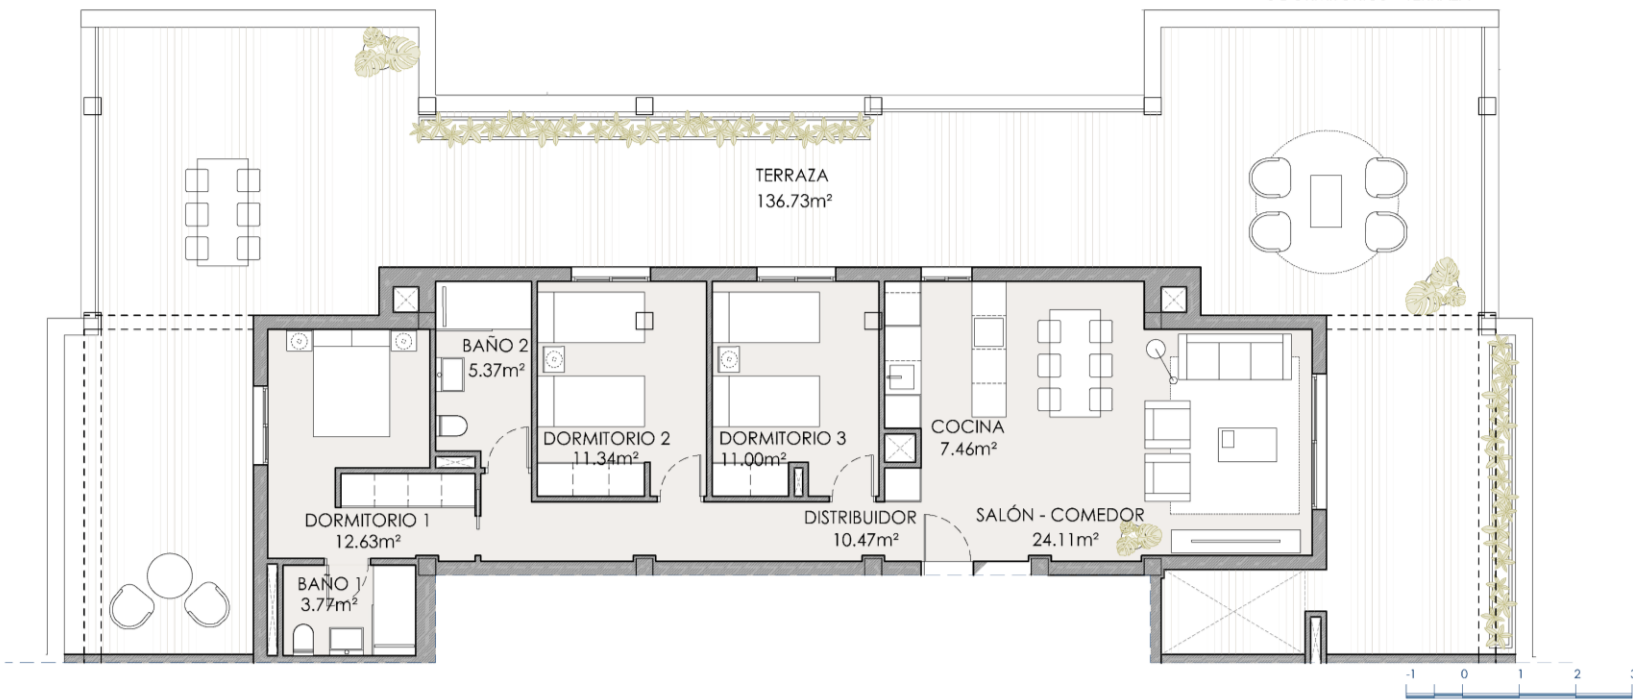 TERRAZA
136.73m²
BAÑO 2
5.37m²
DORMITORIO 2
11.34m²
DORMITORIO 3
11.00m²
COCINA
7.46m²
DORMITORIO 1
12.63m²
DISTRIBUIDOR
10.47m²
SALÓN - COMEDOR
24.11m²
BAÑO 1
3.77m²
-1 0 1 2 3